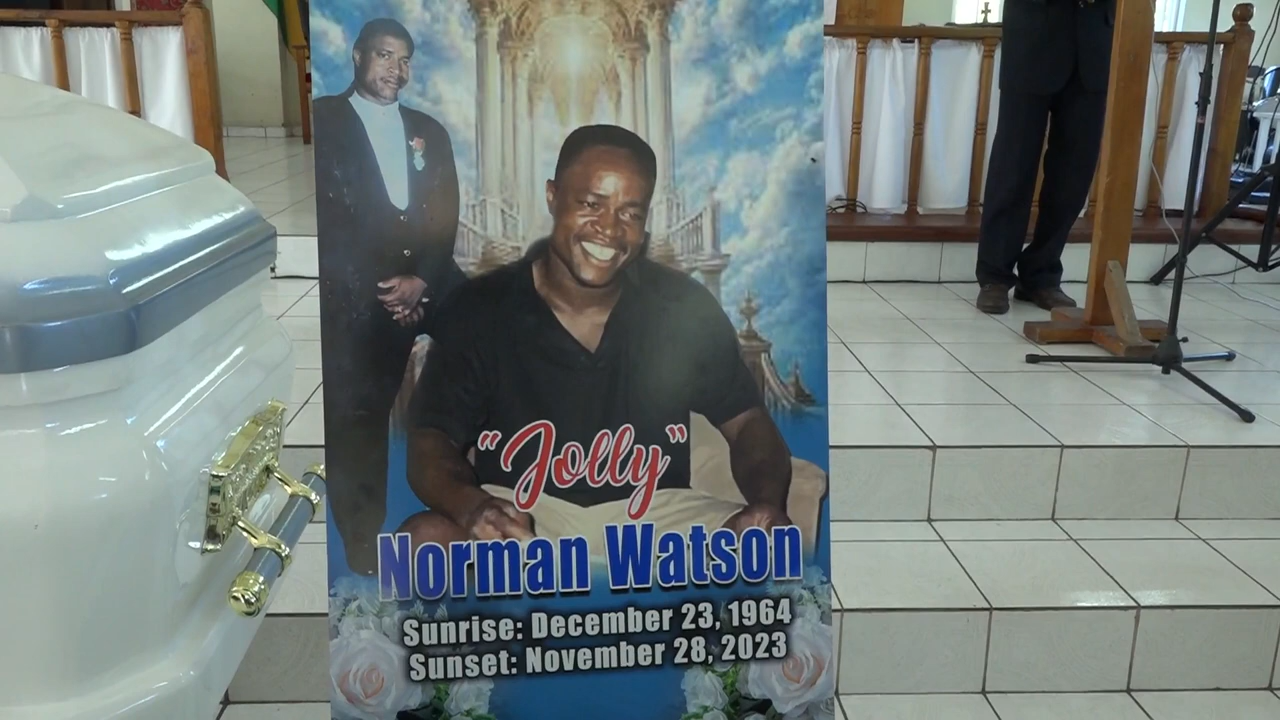 "Jolly"
Norman Watson
Sunrise: December 23, 1964
Sunset: November 28, 2023